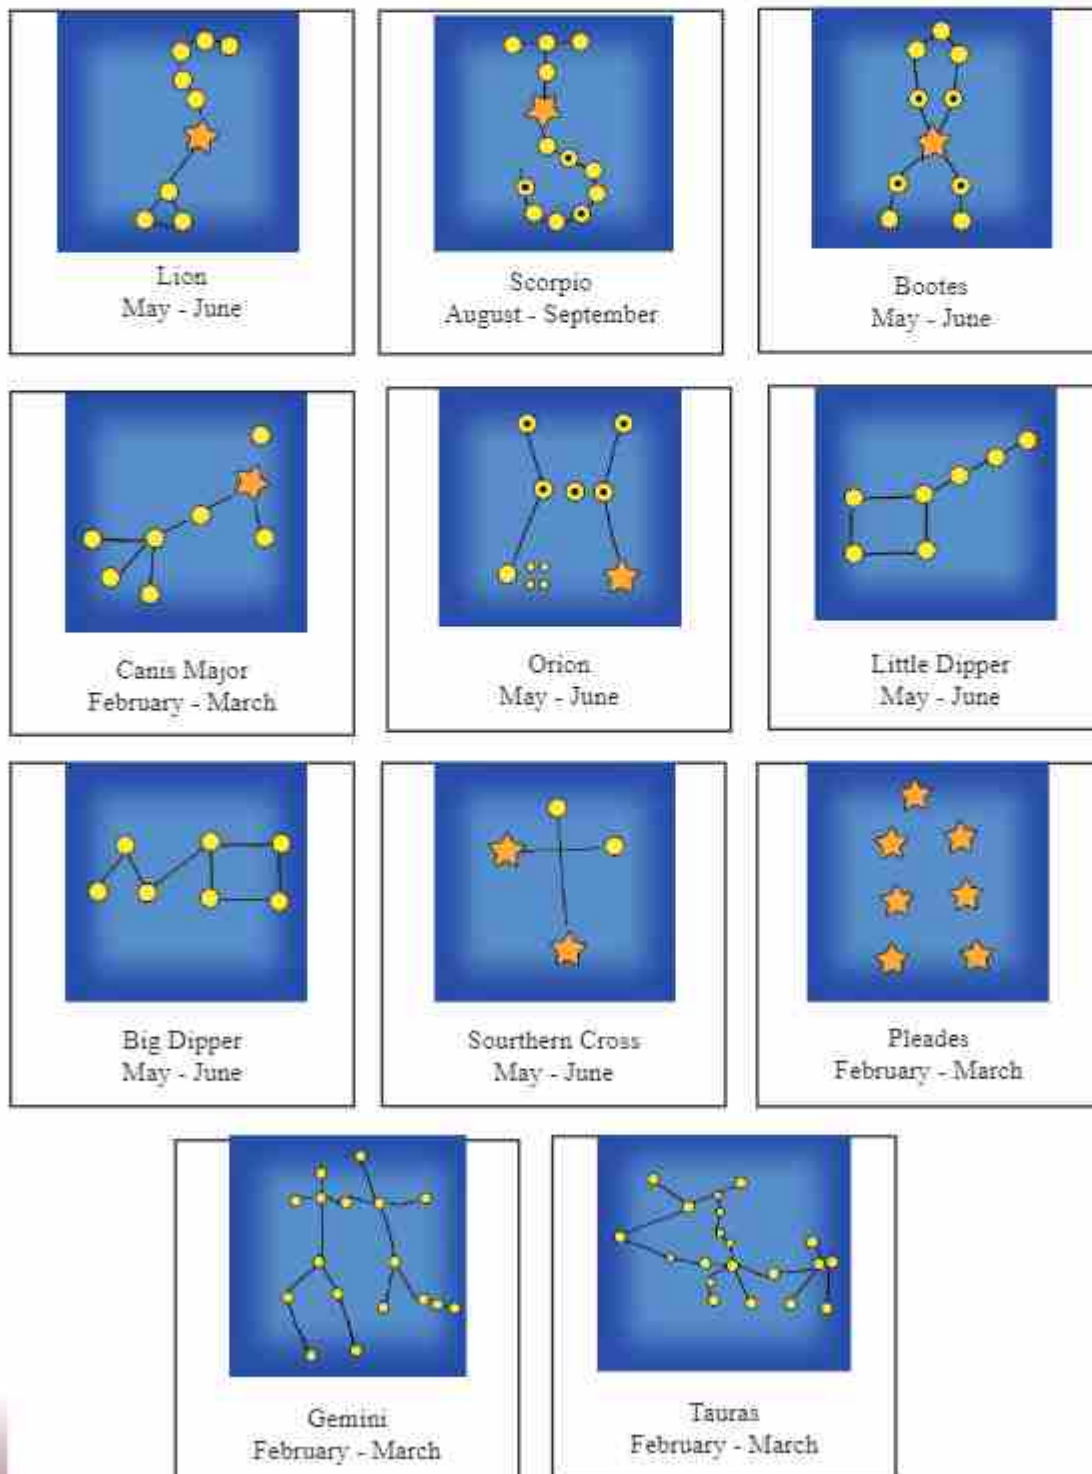 Lion
May - June
Scorpio
August - September
Bootes
May - June
Canis Major
February - March
Orion
May - June
Little Dipper
May - June
Big Dipper
May - June
Sourthern Cross
May - June
Pleades
February - March
Gemini
February - March
Tauras
February - March